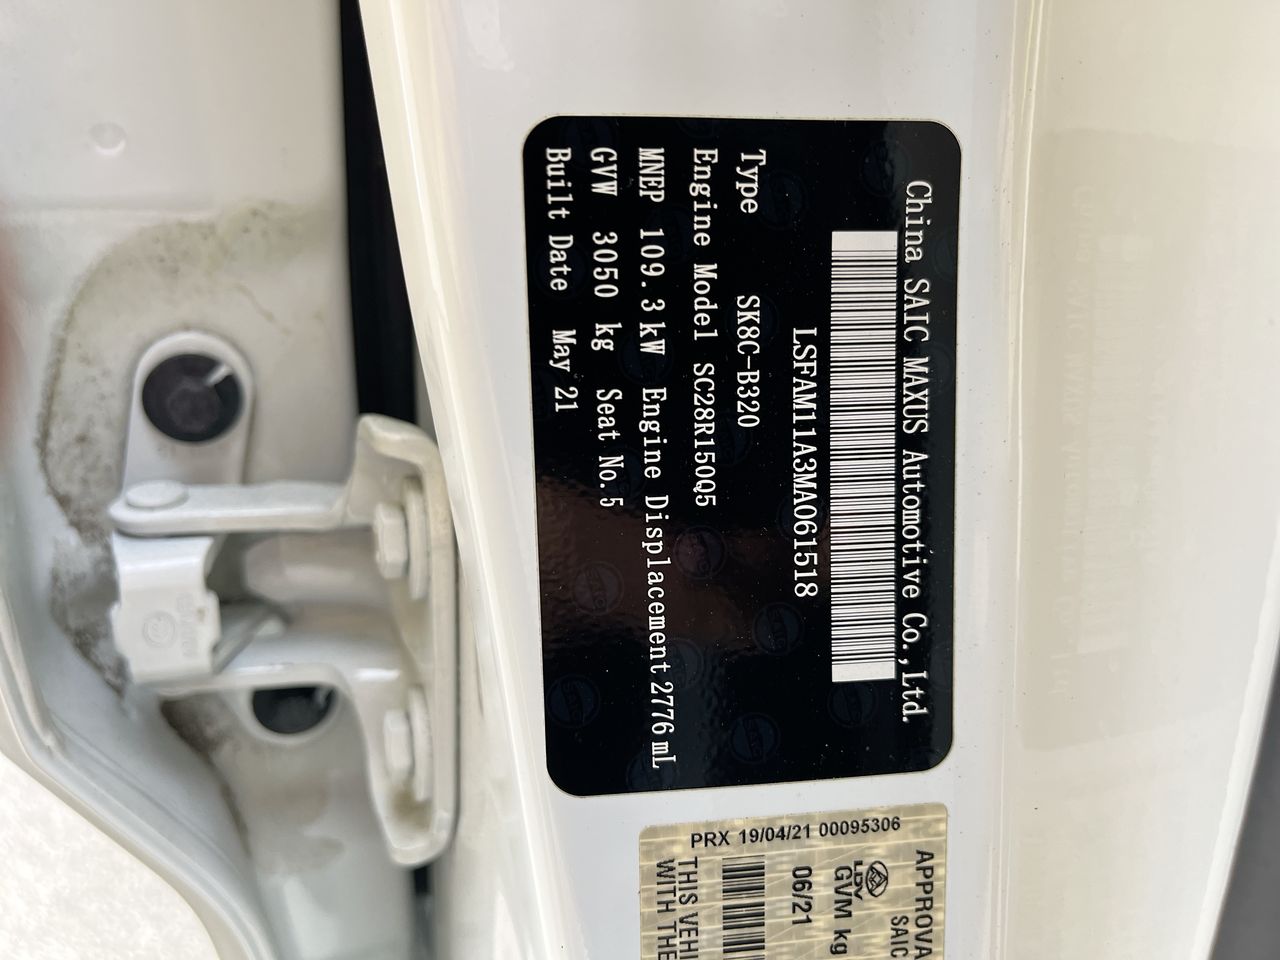 China SAIC MAXUS Automotive Co.,Ltd.
LSFAM11A3MA061518
Type SK8C-B320
Engine Model SC28R150Q5
MNEP 109.3kW Engine Displacement 2776mL
GVW 3050 kg Seat No.5
Built Date May 21
APPROVA
SAIC
LDV
GVM kg
06/21
PRX 19/04/21 00095306
THIS VEHI
WITH THE